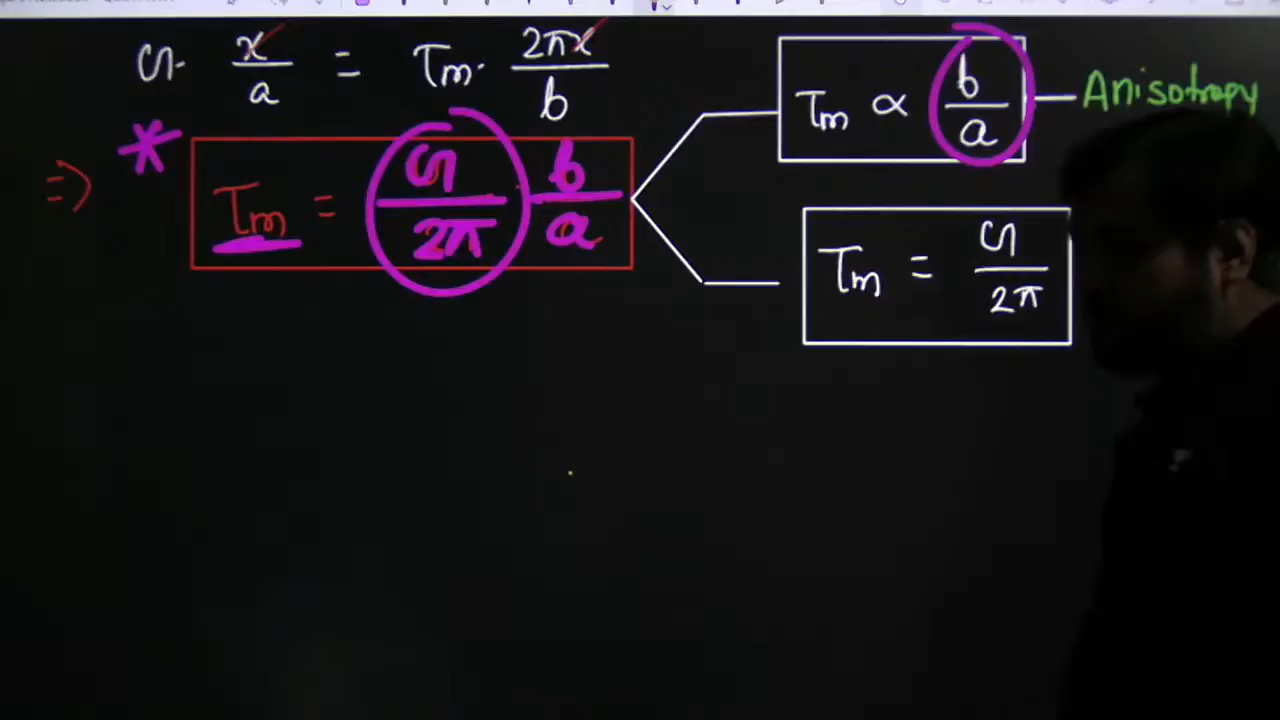 G. x/a = τm. 2πx/b
τm ∝ b/a — Anisotropy
* ⇒ τm = G/2π b/a
τm = G/2π